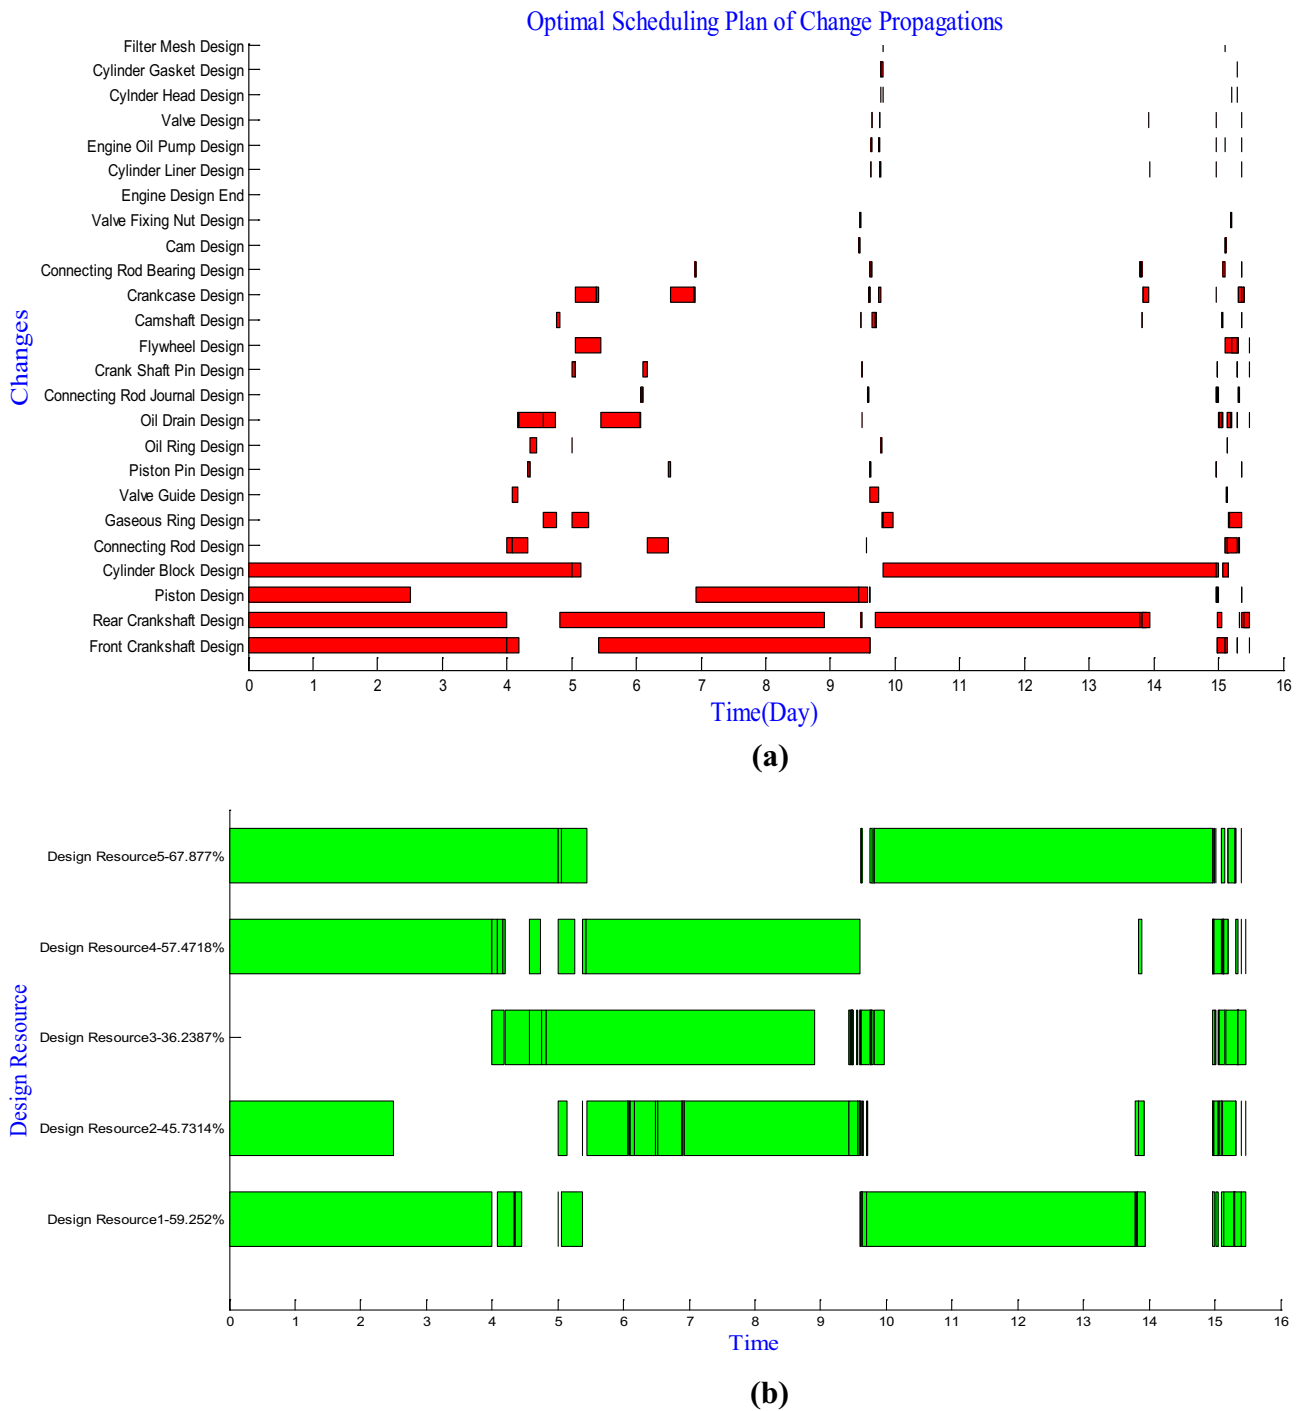 Optimal Scheduling Plan of Change Propagations
Filter Mesh Design
Cylinder Gasket Design
Cylnder Head Design
Valve Design
Engine Oil Pump Design
Cylinder Liner Design
Engine Design End
Valve Fixing Nut Design
Cam Design
Connecting Rod Bearing Design
Crankcase Design
Camshaft Design
Flywheel Design
Crank Shaft Pin Design
Connecting Rod Journal Design
Oil Drain Design
Oil Ring Design
Piston Pin Design
Valve Guide Design
Gaseous Ring Design
Connecting Rod Design
Cylinder Block Design
Piston Design
Rear Crankshaft Design
Front Crankshaft Design
Changes
0 1 2 3 4 5 6 7 8 9 10 11 12 13 14 15 16
Time(Day)
(a)
Design Resource5-67.877%
Design Resource4-57.4718%
Design Resource3-36.2387%
Design Resource2-45.7314%
Design Resource1-59.252%
Design Resource
0 1 2 3 4 5 6 7 8 9 10 11 12 13 14 15 16
Time
(b)